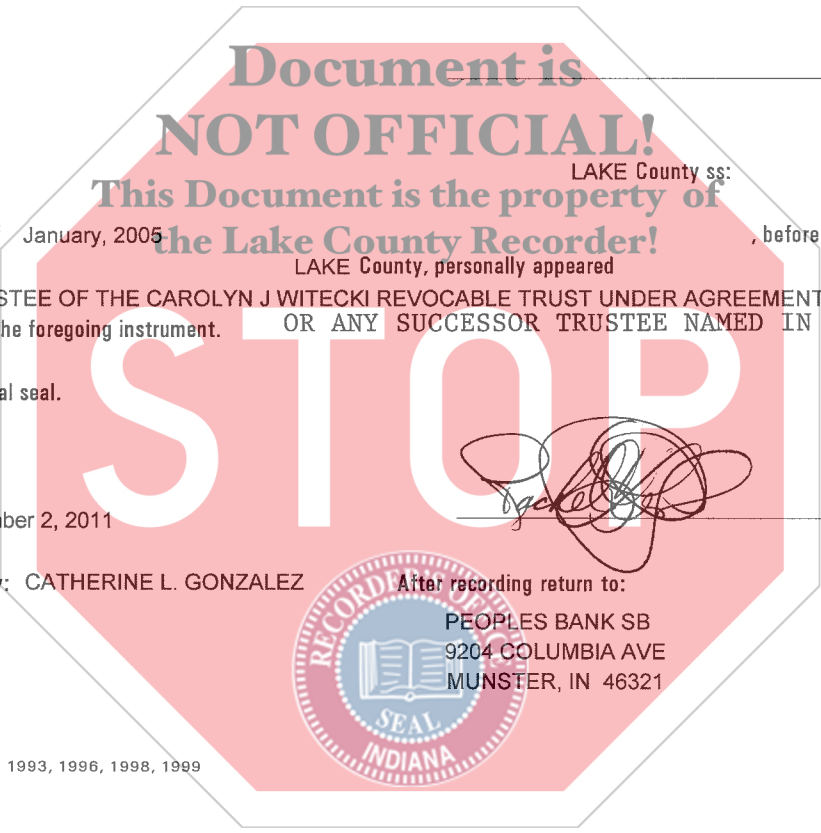 Document is
NOT OFFICIAL!
LAKE County ss:
This Document is the property of
January, 2005 , before
the Lake County Recorder!
LAKE County, personally appeared
STEE OF THE CAROLYN J WITECKI REVOCABLE TRUST UNDER AGREEMENT
he foregoing instrument. OR ANY SUCCESSOR TRUSTEE NAMED IN
al seal.
STOP
ber 2, 2011
: CATHERINE L. GONZALEZ After recording return to:
PEOPLES BANK SB
9204 COLUMBIA AVE
MUNSTER, IN 46321
RECORDER'S OFFICE
SEAL
INDIANA
1993, 1996, 1998, 1999